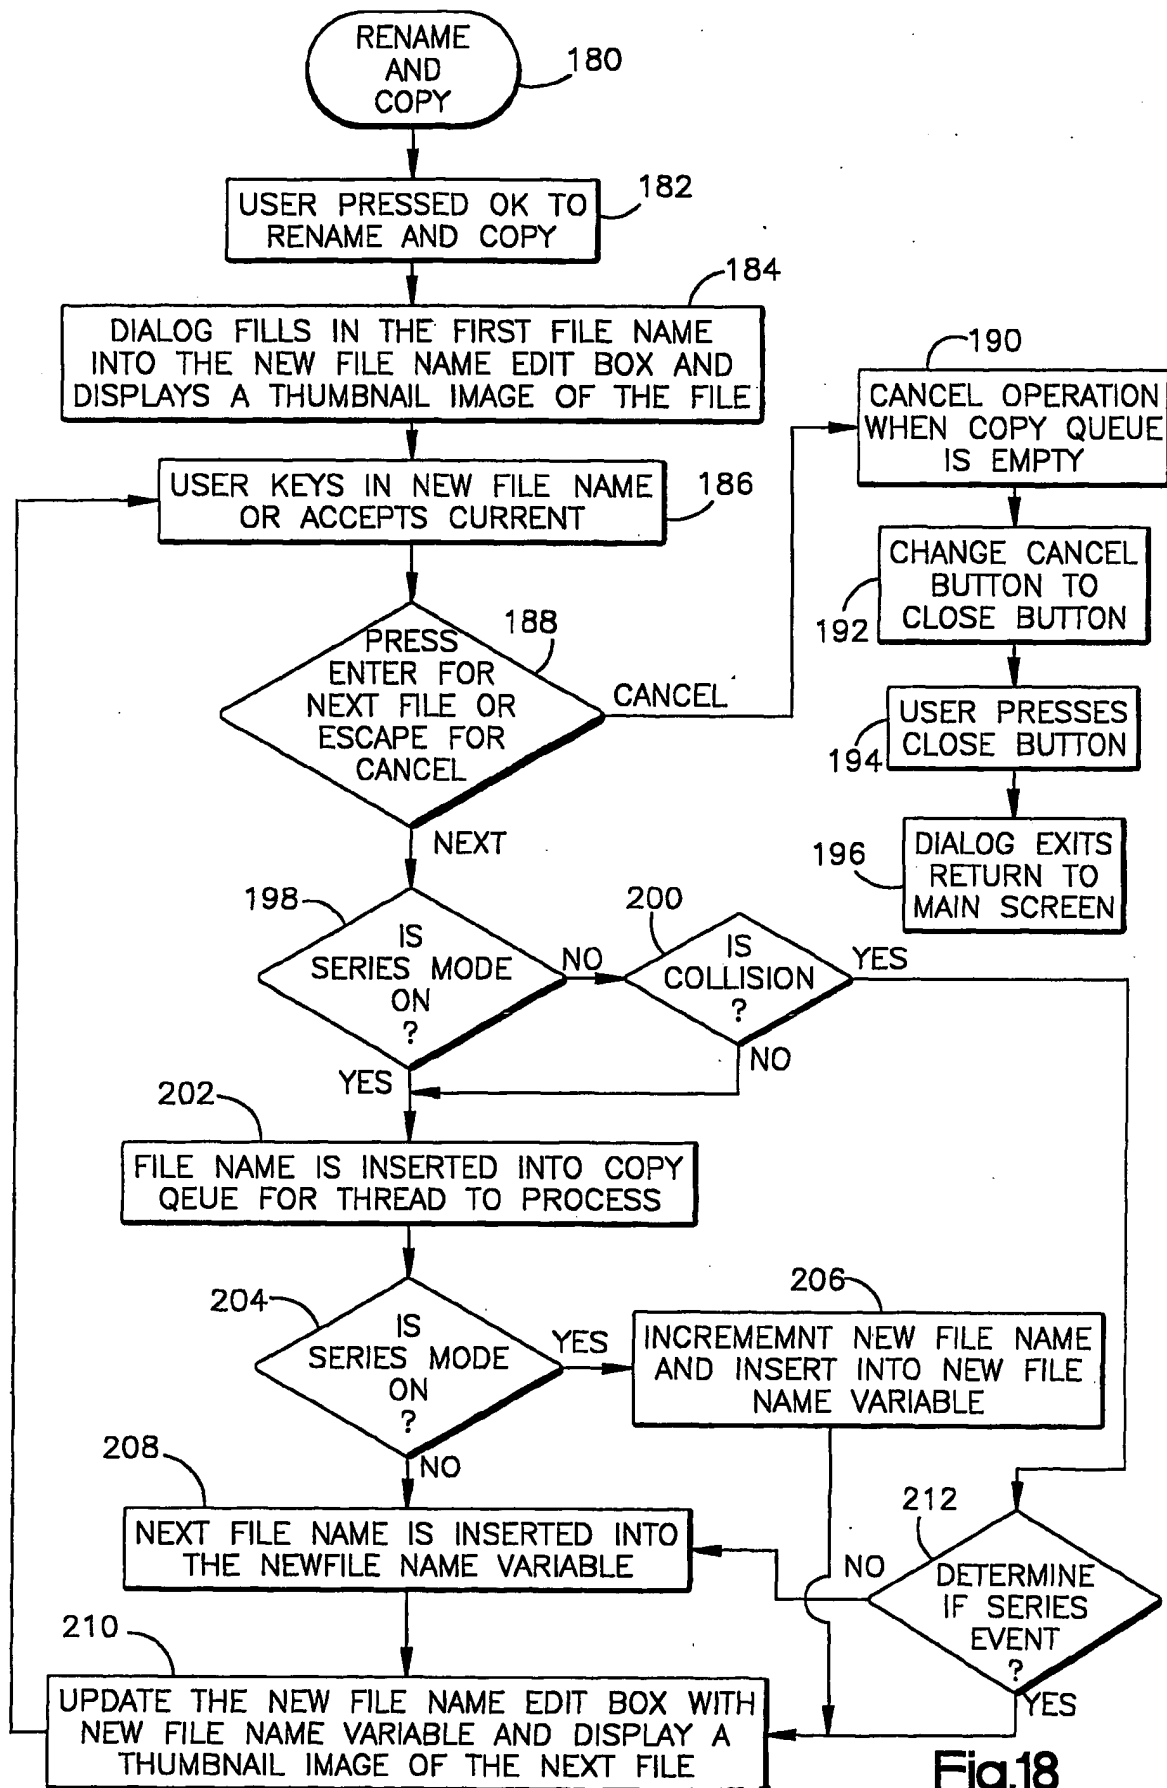 RENAME
AND
COPY
180
USER PRESSED OK TO
RENAME AND COPY
182
184
DIALOG FILLS IN THE FIRST FILE NAME
INTO THE NEW FILE NAME EDIT BOX AND
DISPLAYS A THUMBNAIL IMAGE OF THE FILE
USER KEYS IN NEW FILE NAME
OR ACCEPTS CURRENT
186
188
PRESS
ENTER FOR
NEXT FILE OR
ESCAPE FOR
CANCEL
CANCEL
NEXT
190
CANCEL OPERATION
WHEN COPY QUEUE
IS EMPTY
CHANGE CANCEL
BUTTON TO
CLOSE BUTTON
192
USER PRESSES
CLOSE BUTTON
194
196
DIALOG EXITS
RETURN TO
MAIN SCREEN
198
IS
SERIES MODE
ON
?
NO
YES
200
IS
COLLISION
?
YES
NO
202
FILE NAME IS INSERTED INTO COPY
QEUE FOR THREAD TO PROCESS
204
IS
SERIES MODE
ON
?
YES
NO
206
INCREMEMNT NEW FILE NAME
AND INSERT INTO NEW FILE
NAME VARIABLE
208
NEXT FILE NAME IS INSERTED INTO
THE NEWFILE NAME VARIABLE
212
NO
DETERMINE
IF SERIES
EVENT
?
YES
210
UPDATE THE NEW FILE NAME EDIT BOX WITH
NEW FILE NAME VARIABLE AND DISPLAY A
THUMBNAIL IMAGE OF THE NEXT FILE
Fig.18